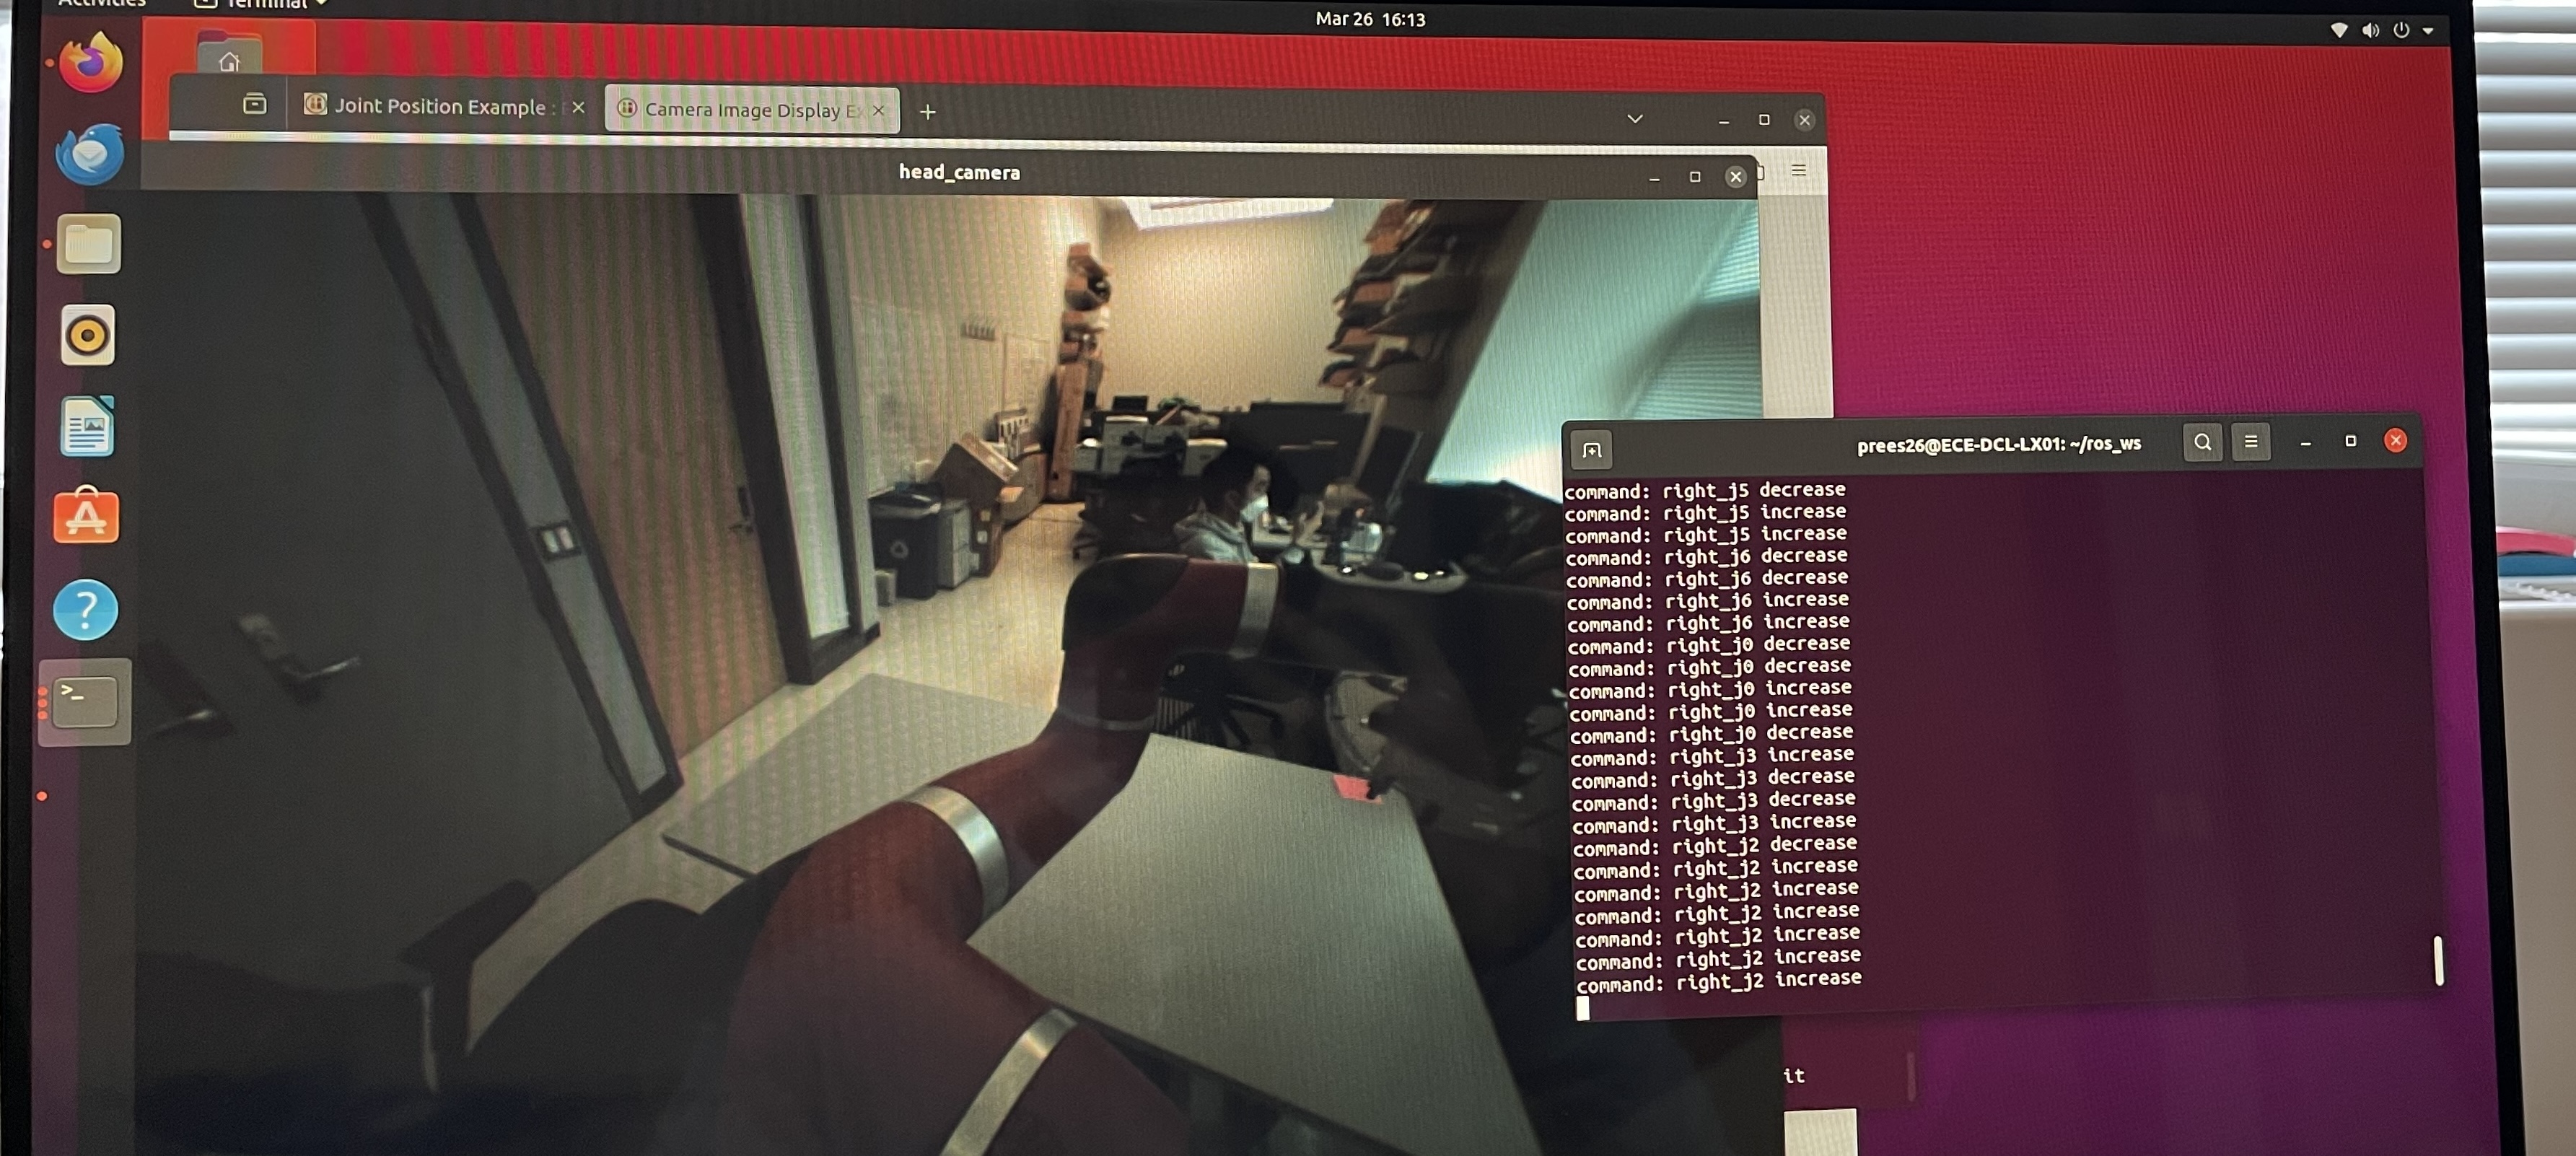 Activities Terminal
Mar 26 16:13
Joint Position Example :
Camera Image Display Ex
head_camera
prees26@ECE-DCL-LX01: ~/ros_ws
command: right_j5 decrease
command: right_j5 increase
command: right_j5 increase
command: right_j6 decrease
command: right_j6 decrease
command: right_j6 increase
command: right_j6 increase
command: right_j0 decrease
command: right_j0 decrease
command: right_j0 increase
command: right_j0 increase
command: right_j0 decrease
command: right_j3 increase
command: right_j3 decrease
command: right_j3 decrease
command: right_j3 increase
command: right_j2 decrease
command: right_j2 increase
command: right_j2 increase
command: right_j2 increase
command: right_j2 increase
command: right_j2 increase
command: right_j2 increase
it